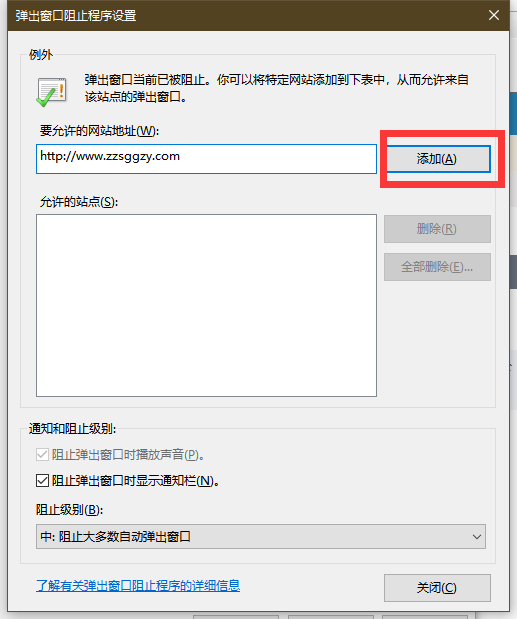 弹出窗口阻止程序设置
例外
弹出窗口当前已被阻止。你可以将特定网站添加到下表中，从而允许来自
该站点的弹出窗口。
要允许的网站地址(W):
http://www.zzsggzy.com
添加(A)
允许的站点(S):
删除(R)
全部删除(E)...
通知和阻止级别:
阻止弹出窗口时播放声音(P)。
阻止弹出窗口时显示通知栏(N)。
阻止级别(B):
中: 阻止大多数自动弹出窗口
了解有关弹出窗口阻止程序的详细信息
关闭(C)